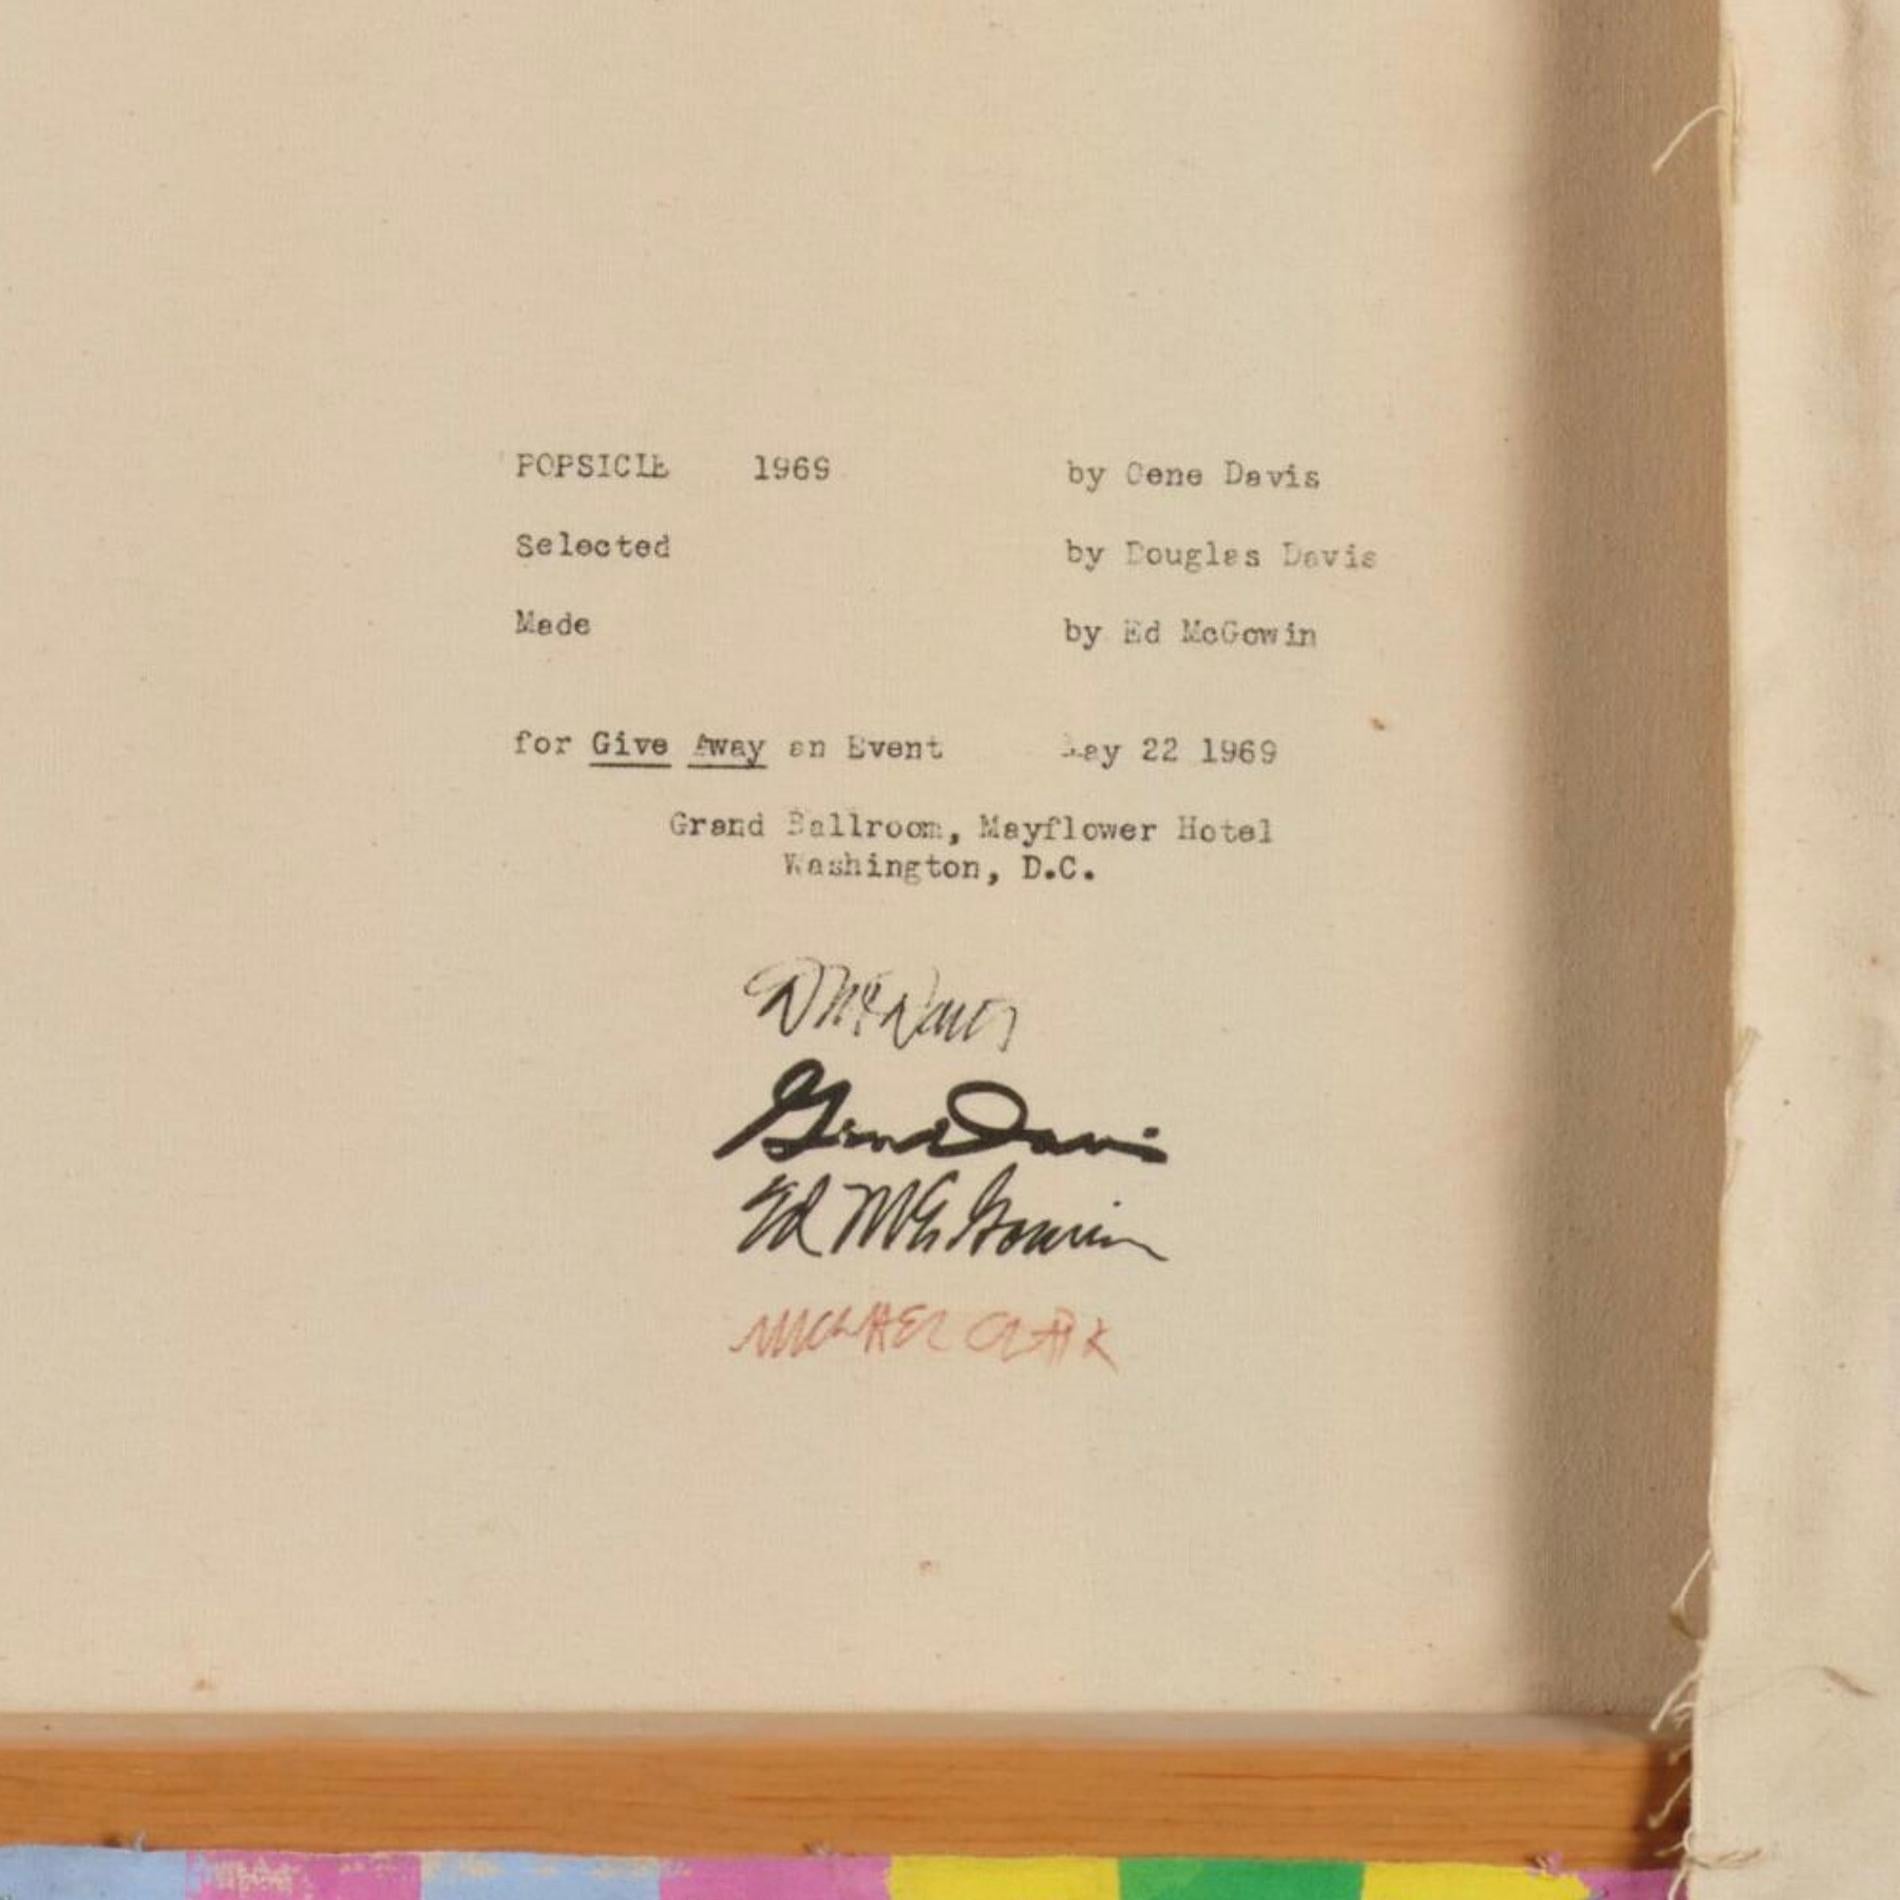 POPSICLE 1969 by Gene Davis
Selected by Douglas Davis
Made by Ed McGowin
for Give Away an Event May 22 1969
Grand Ballroom, Mayflower Hotel
Washington, D.C.
Davis
Gene Davis
Ed McGowin
MICHAEL CLARK